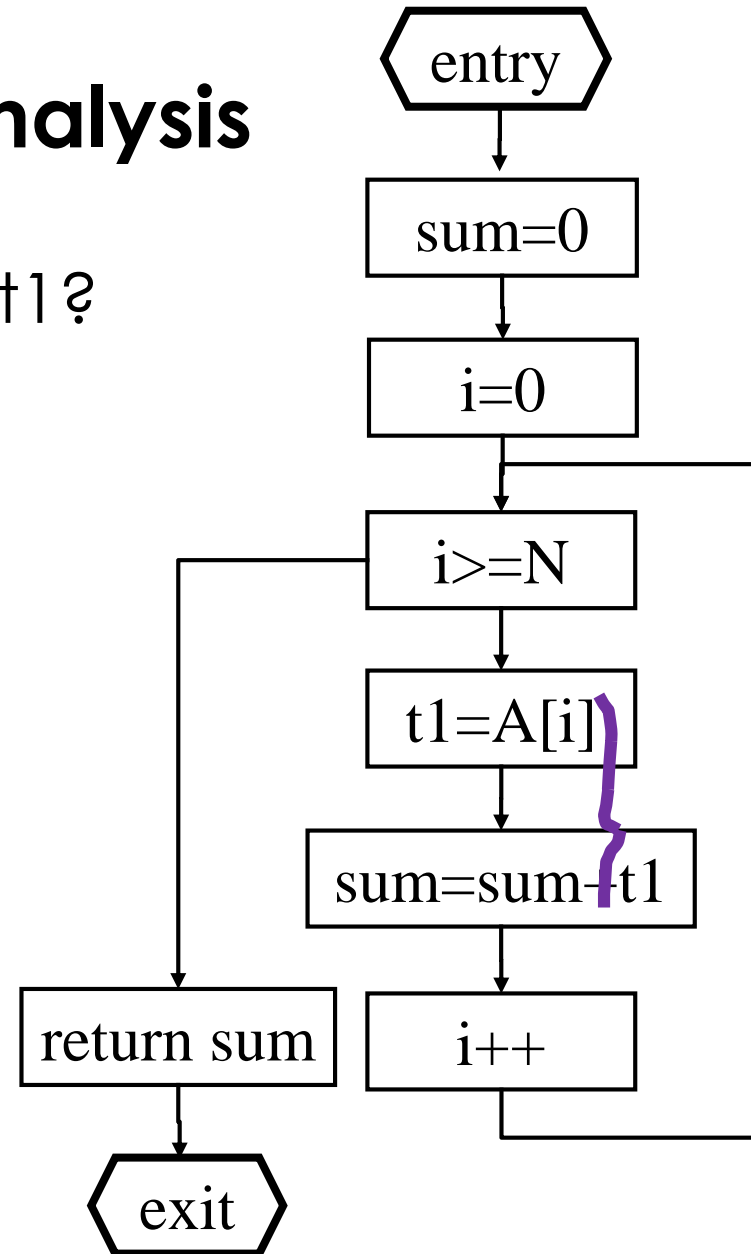 entry
nalysis
sum=0
t1?
i=0
i>=N
t1=A[i]
sum=sum+t1
return sum
i++
exit